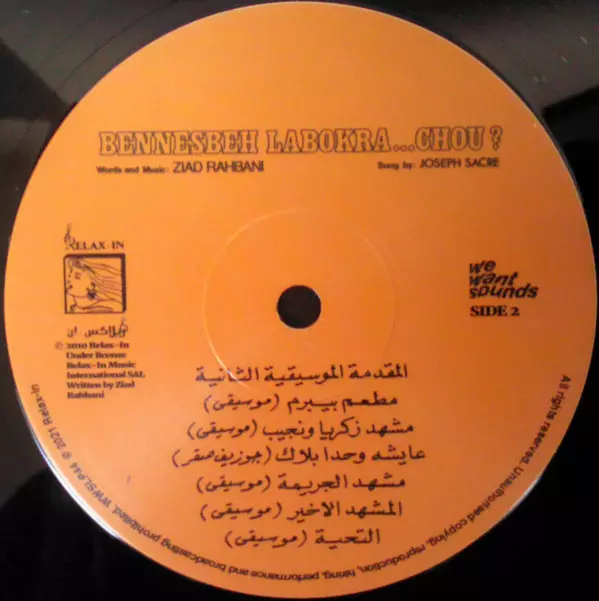 BENNESBEH LABOKRA...CHOU?
Words and Music: ZIAD RAHBANI
Sung by: JOSEPH SACRE
RELAX-IN
we
want
sounds
SIDE 2
ريلاكس.ان
℗ 2010 Relax-In
Under license
Relax-In Music
International SAL
Written by Ziad
Rahbani
المقدمة الموسيقية الثانية
مطعم بيبرم (موسيقى)
مشهد زكريا ونجيب (موسيقى)
عايشه وحدا بلاك (جوزيف صقر)
مشهد الجريمة (موسيقى)
المشهد الاخير (موسيقى)
التحية (موسيقى)
All rights reserved. Unauthorised copying, reproduction, hiring, performance and broadcasting prohibited. WWSLP44 © 2021 Relax-In